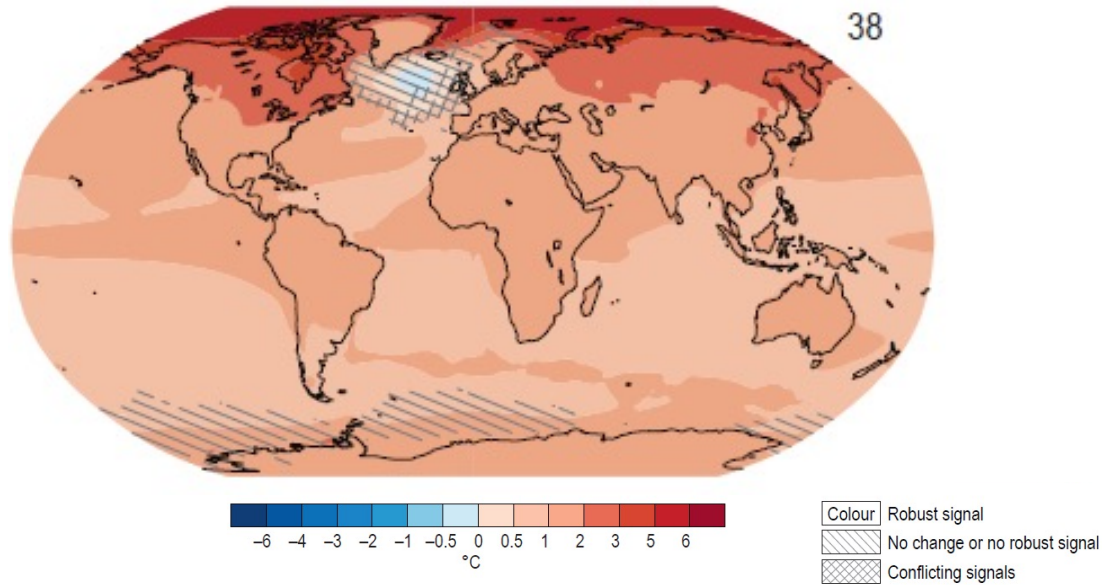 38
–6 –4 –3 –2 –1 –0.5 0 0.5 1 2 3 5 6
°C
Colour Robust signal
No change or no robust signal
Conflicting signals